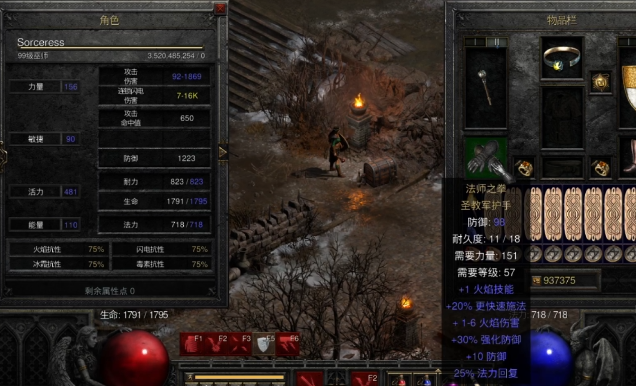 角色
Sorceress
99级巫师
3,520,485,254 / 0
力量 156
攻击
伤害
92-1869
连锁闪电
伤害
7-16K
攻击
命中值
650
敏捷 90
防御 1223
活力 481
耐力 823 / 823
生命 1791 / 1795
能量 110
法力 718 / 718
火焰抗性 75% 闪电抗性 75%
冰霜抗性 75% 毒素抗性 75%
剩余属性点 0
生命: 1791 / 1795
F1 F2 F3 F5 F6
F2
物品栏
I II
法师之拳
圣教军护手
防御: 98
耐久度: 11 / 18
需要力量: 151
需要等级: 57
+1 火焰技能
+20% 更快速施法
+ 1-6 火焰伤害
+30% 强化防御
+10 防御
25% 法力回复
937375
718 / 718